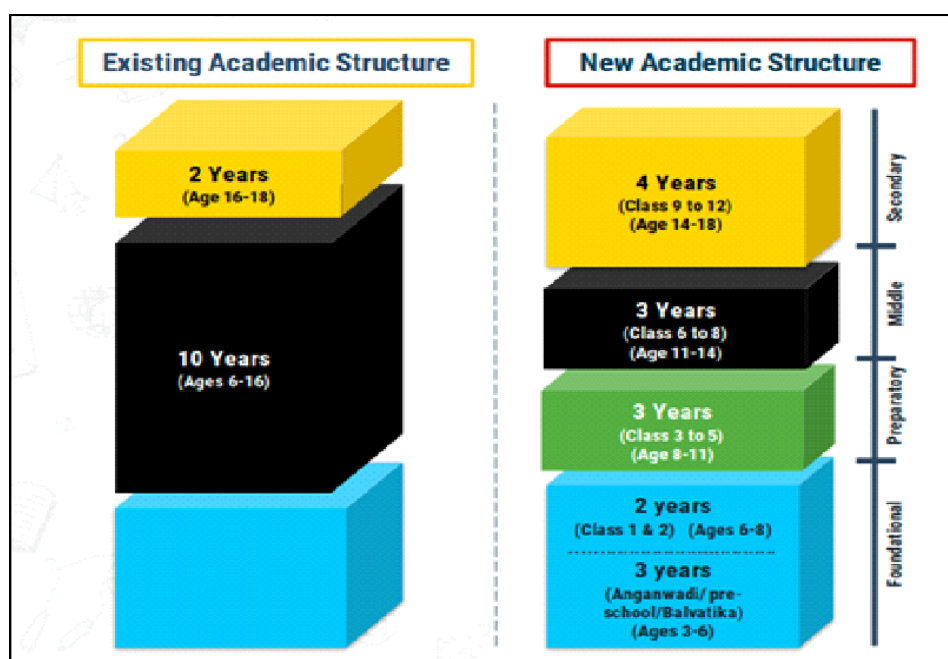 Existing Academic Structure
2 Years
(Age 16-18)
10 Years
(Ages 6-16)
New Academic Structure
4 Years
(Class 9 to 12)
(Age 14-18)
3 Years
(Class 6 to 8)
(Age 11-14)
3 Years
(Class 3 to 5)
(Age 8-11)
2 years
(Class 1 & 2) (Ages 6-8)
3 years
(Anganwadi/ pre-
school/Balvatika)
(Ages 3-6)
Secondary
Middle
Preparatory
Foundational